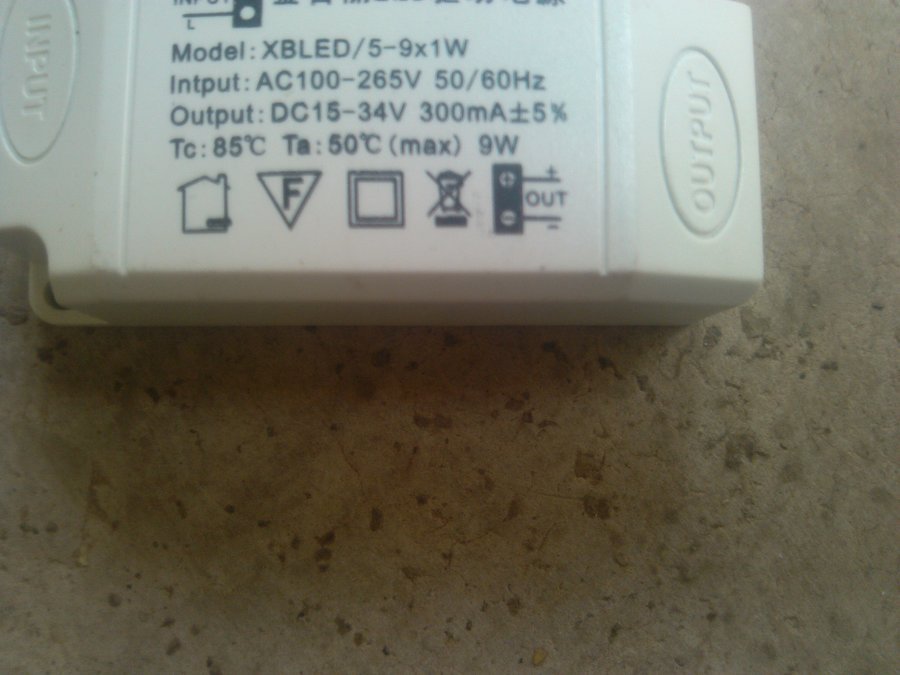 INPUT
L
Model: XBLED/5-9x1W
Intput: AC100-265V 50/60Hz
Output: DC15-34V 300mA±5%
Tc: 85℃ Ta: 50℃(max) 9W
F
+
OUT
-
INPUT
OUTPUT